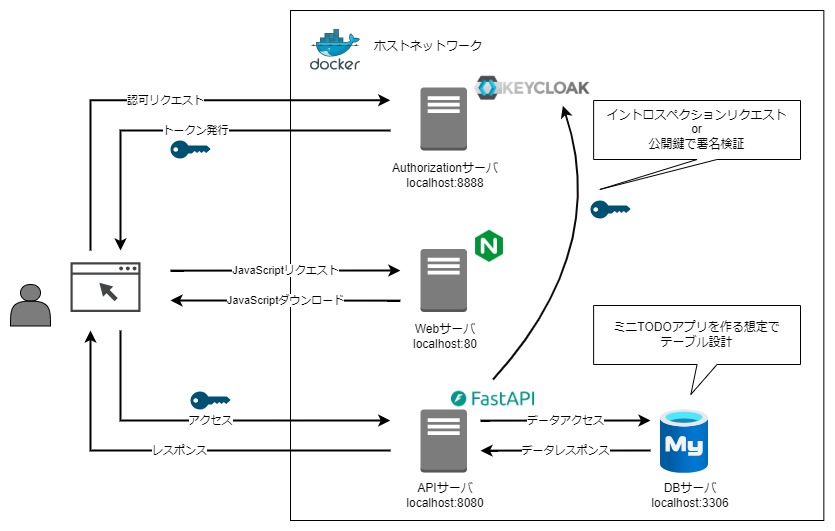 docker
ホストネットワーク
KEYCLOAK
認可リクエスト
トークン発行
イントロスペクションリクエスト
or
公開鍵で署名検証
Authorizationサーバ
localhost:8888
JavaScriptリクエスト
JavaScriptダウンロード
N
Webサーバ
localhost:80
ミニTODOアプリを作る想定で
テーブル設計
FastAPI
アクセス
データアクセス
レスポンス
データレスポンス
My
APIサーバ
localhost:8080
DBサーバ
localhost:3306